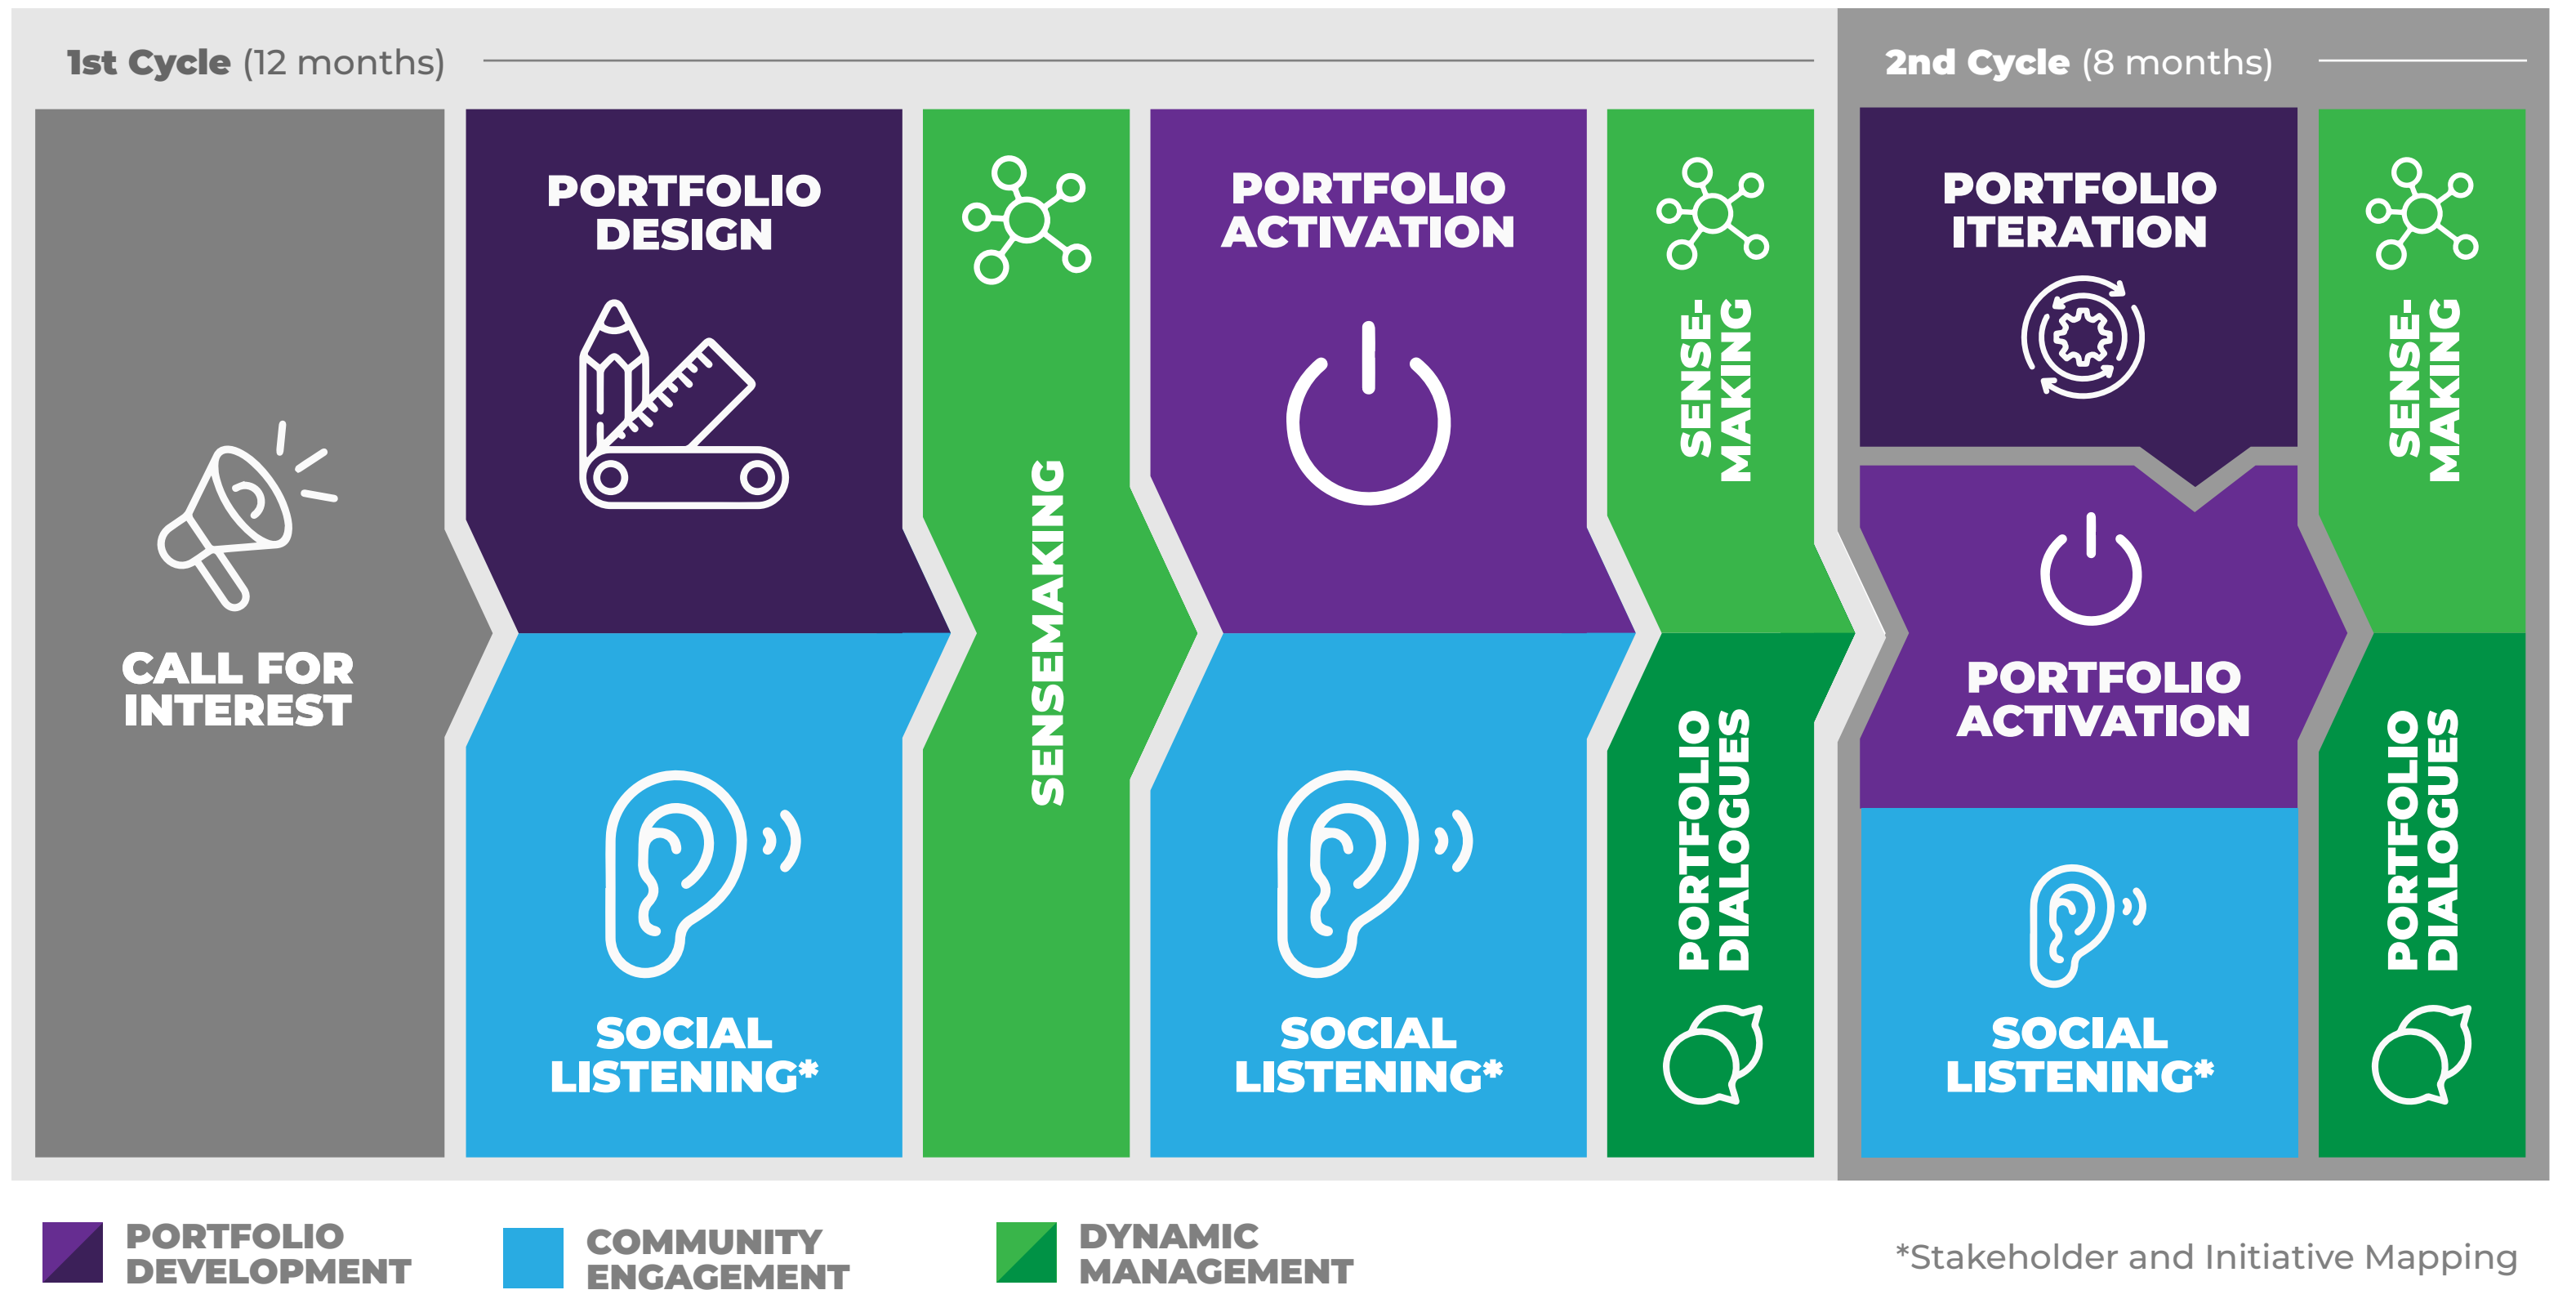 1st Cycle (12 months)
2nd Cycle (8 months)
CALL FOR
INTEREST
PORTFOLIO
DESIGN
SOCIAL
LISTENING*
SENSEMAKING
PORTFOLIO
ACTIVATION
SOCIAL
LISTENING*
SENSE-
MAKING
PORTFOLIO
DIALOGUES
PORTFOLIO
ITERATION
PORTFOLIO
ACTIVATION
SOCIAL
LISTENING*
SENSE-
MAKING
PORTFOLIO
DIALOGUES
PORTFOLIO
DEVELOPMENT
COMMUNITY
ENGAGEMENT
DYNAMIC
MANAGEMENT
*Stakeholder and Initiative Mapping